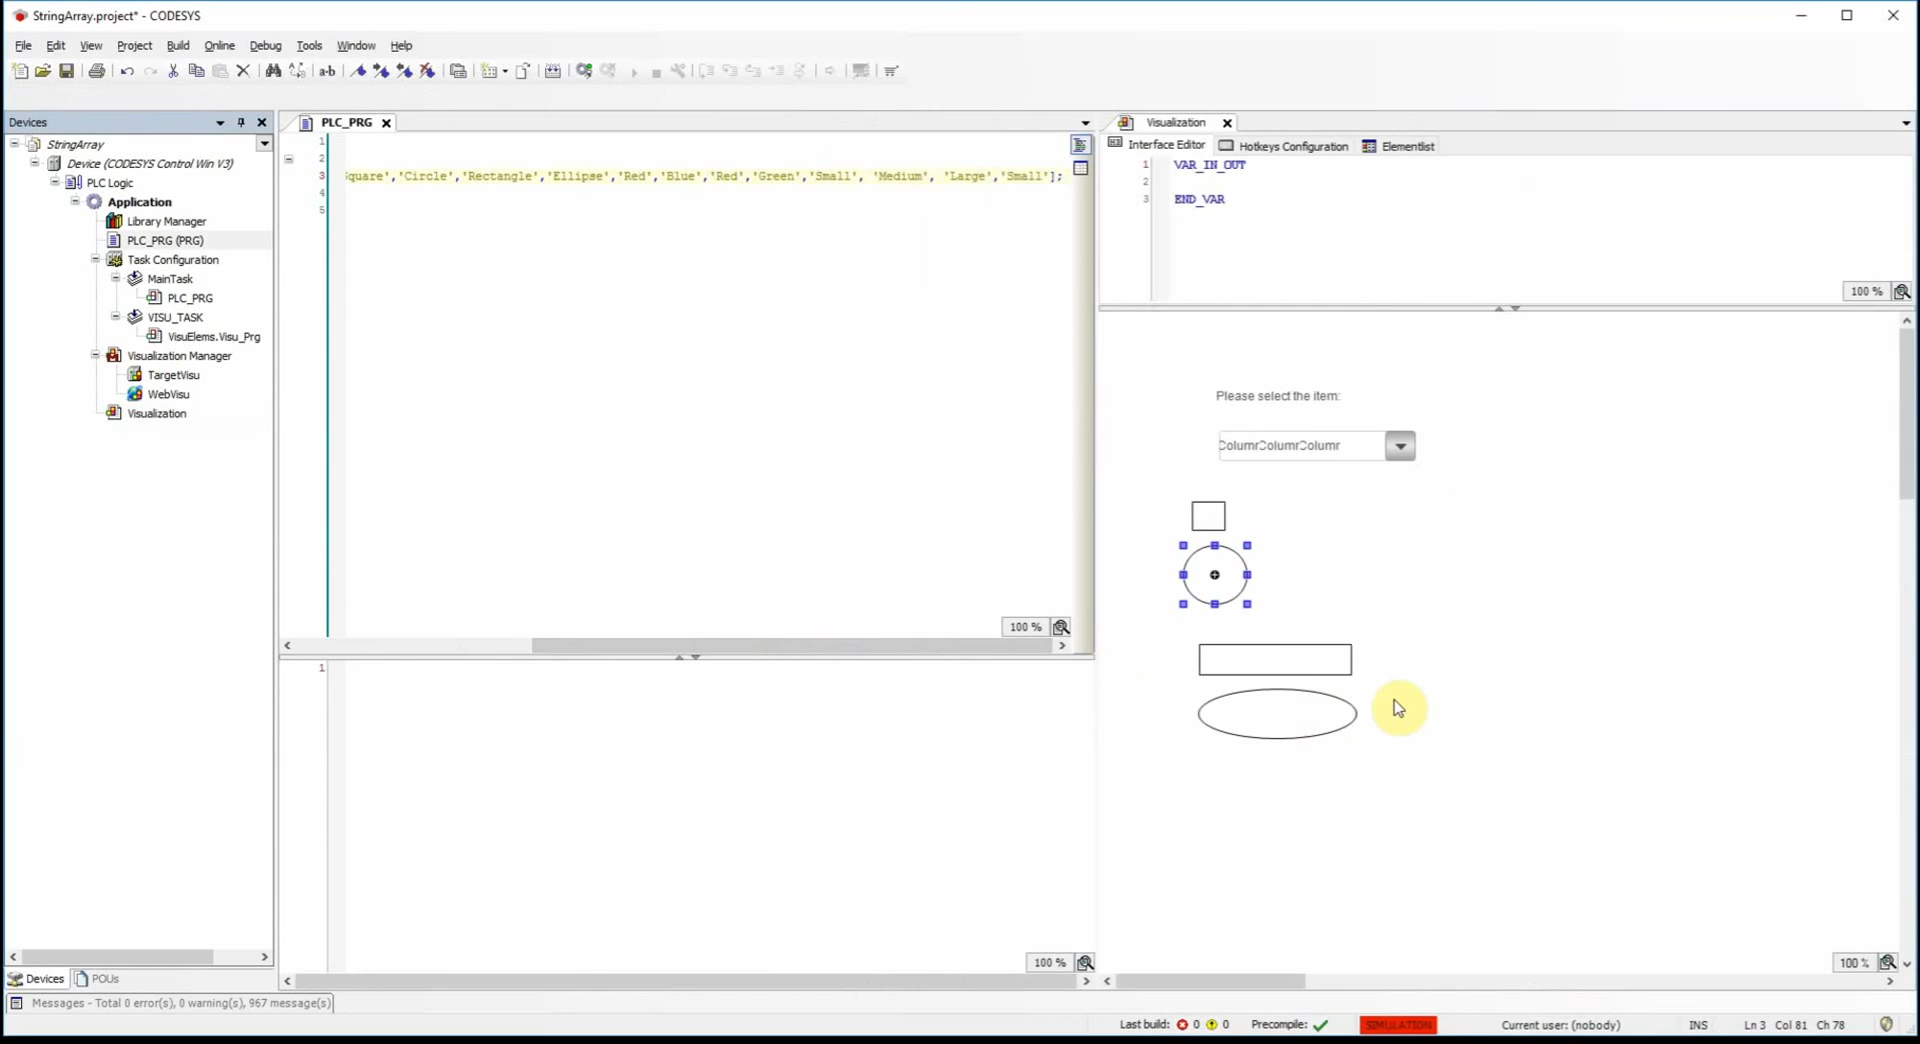 StringArray.project* - CODESYS
File Edit View Project Build Online Debug Tools Window Help
Devices
StringArray
Device (CODESYS Control Win V3)
PLC Logic
Application
Library Manager
PLC_PRG (PRG)
Task Configuration
MainTask
PLC_PRG
VISU_TASK
VisuElems.Visu_Prg
Visualization Manager
TargetVisu
WebVisu
Visualization
Devices POUs
PLC_PRG
1
2
3 quare','Circle','Rectangle','Ellipse','Red','Blue','Red','Green','Small', 'Medium', 'Large','Small'];
4
5
100 %
1
100 %
Visualization
Interface Editor Hotkeys Configuration Elementlist
1 VAR_IN_OUT
2
3 END_VAR
100 %
Please select the item:
ColumrColumrColumr
100 %
Messages - Total 0 error(s), 0 warning(s), 967 message(s)
Last build: 0 0 Precompile: SIMULATION Current user: (nobody) INS Ln 3 Col 81 Ch 78